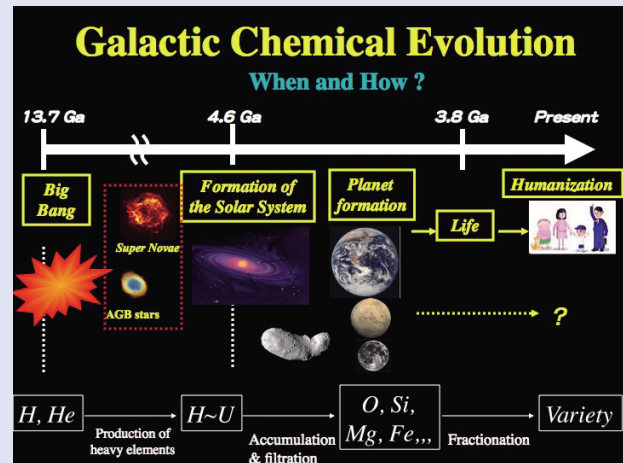 Galactic Chemical Evolution
When and How ?
13.7 Ga
4.6 Ga
3.8 Ga
Present
Big
Bang
Super Novae
AGB stars
Formation of
the Solar System
Planet
formation
Life
Humanization
?
H, He
Production of
heavy elements
H~U
Accumulation
& filtration
O, Si,
Mg, Fe,,,
Fractionation
Variety